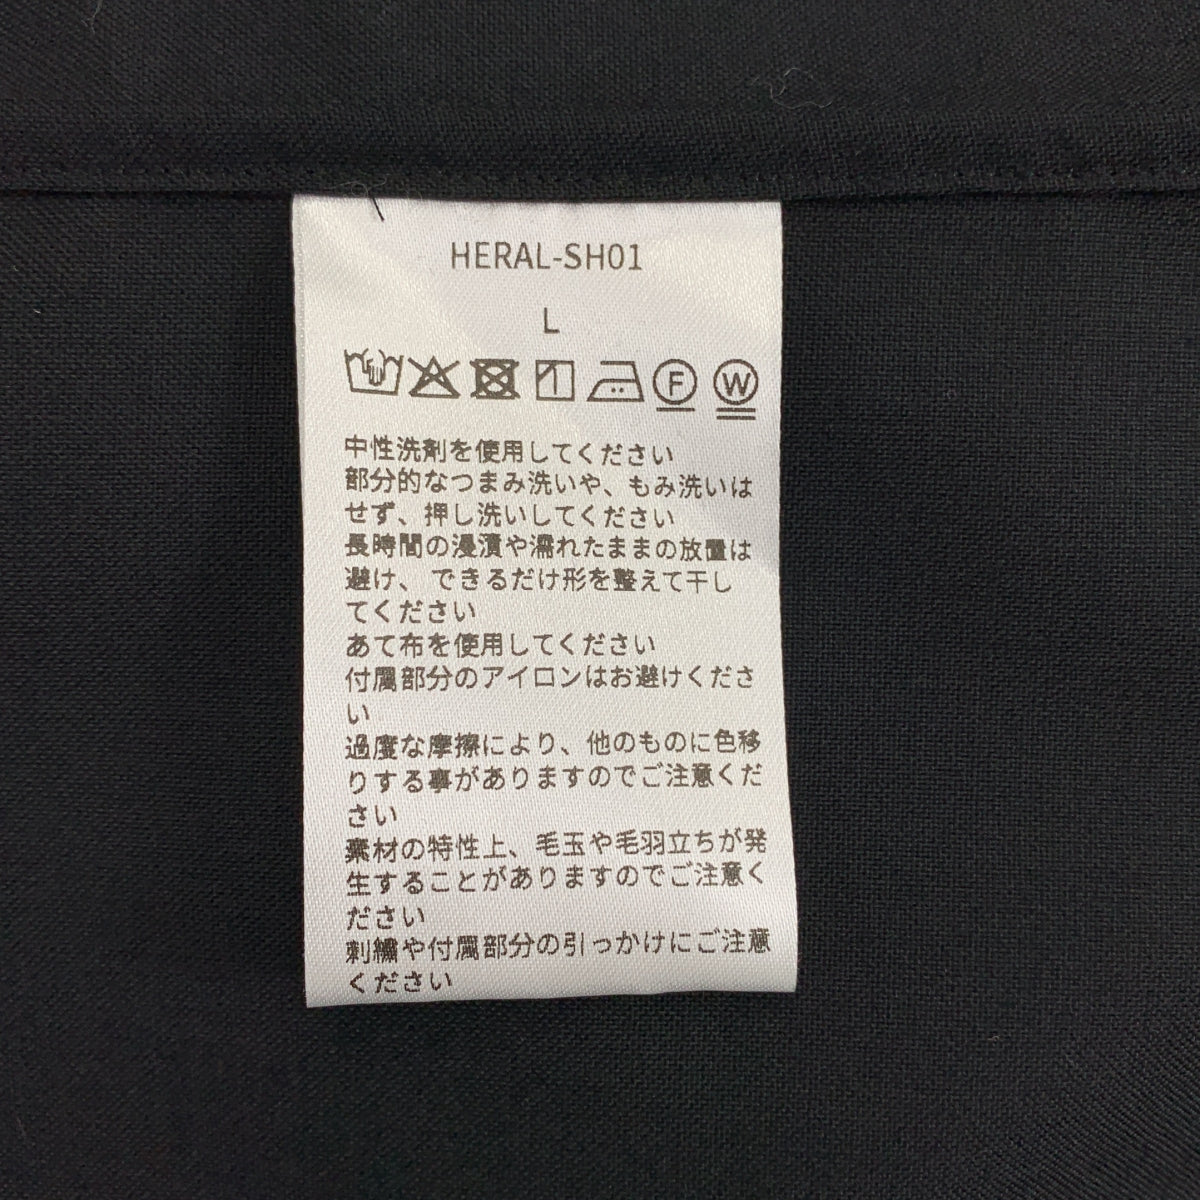 HERAL-SH01
L
F W
中性洗剤を使用してください
部分的なつまみ洗いや、もみ洗いは
せず、押し洗いしてください
長時間の浸漬や濡れたままの放置は
避け、できるだけ形を整えて干し
てください
あて布を使用してください
付属部分のアイロンはお避けくださ
い
過度な摩擦により、他のものに色移
りする事がありますのでご注意くだ
さい
素材の特性上、毛玉や毛羽立ちが発
生することがありますのでご注意く
ださい
刺繍や付属部分の引っかけにご注意
ください